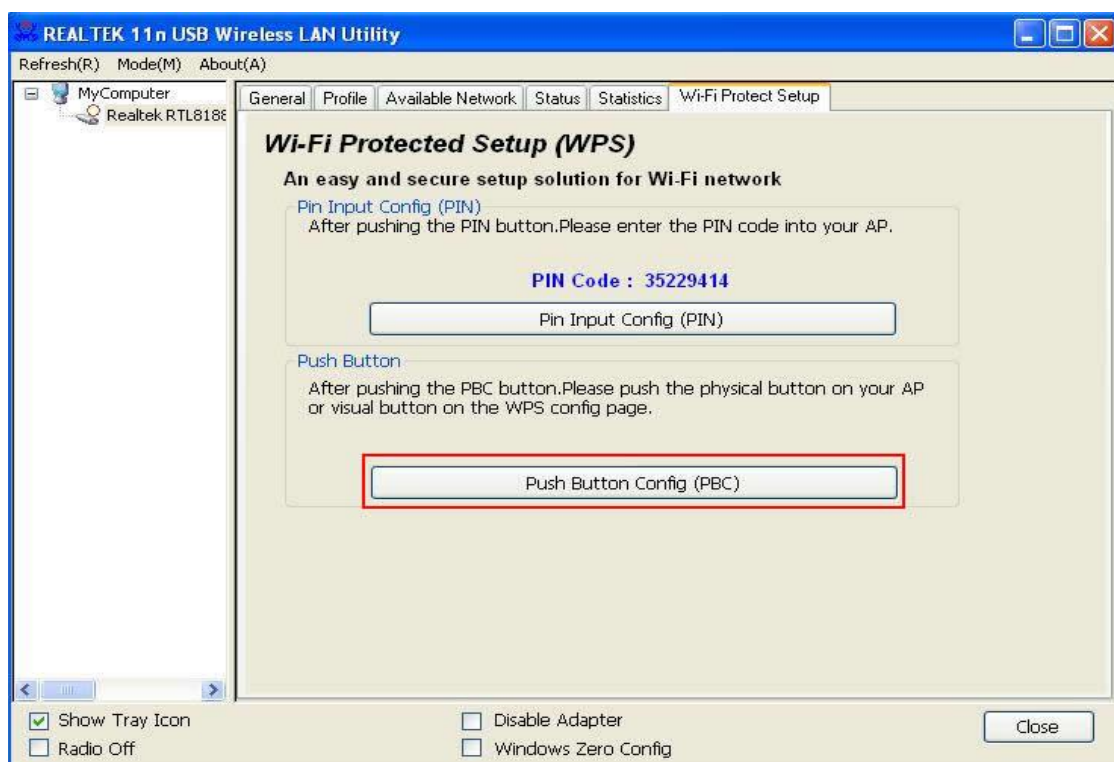 REALTEK 11n USB Wireless LAN Utility
Refresh(R) Mode(M) About(A)
MyComputer
Realtek RTL8188
General Profile Available Network Status Statistics Wi-Fi Protect Setup
Wi-Fi Protected Setup (WPS)
An easy and secure setup solution for Wi-Fi network
Pin Input Config (PIN)
After pushing the PIN button.Please enter the PIN code into your AP.
PIN Code : 35229414
Pin Input Config (PIN)
Push Button
After pushing the PBC button.Please push the physical button on your AP
or visual button on the WPS config page.
Push Button Config (PBC)
Show Tray Icon
Disable Adapter
Close
Radio Off
Windows Zero Config